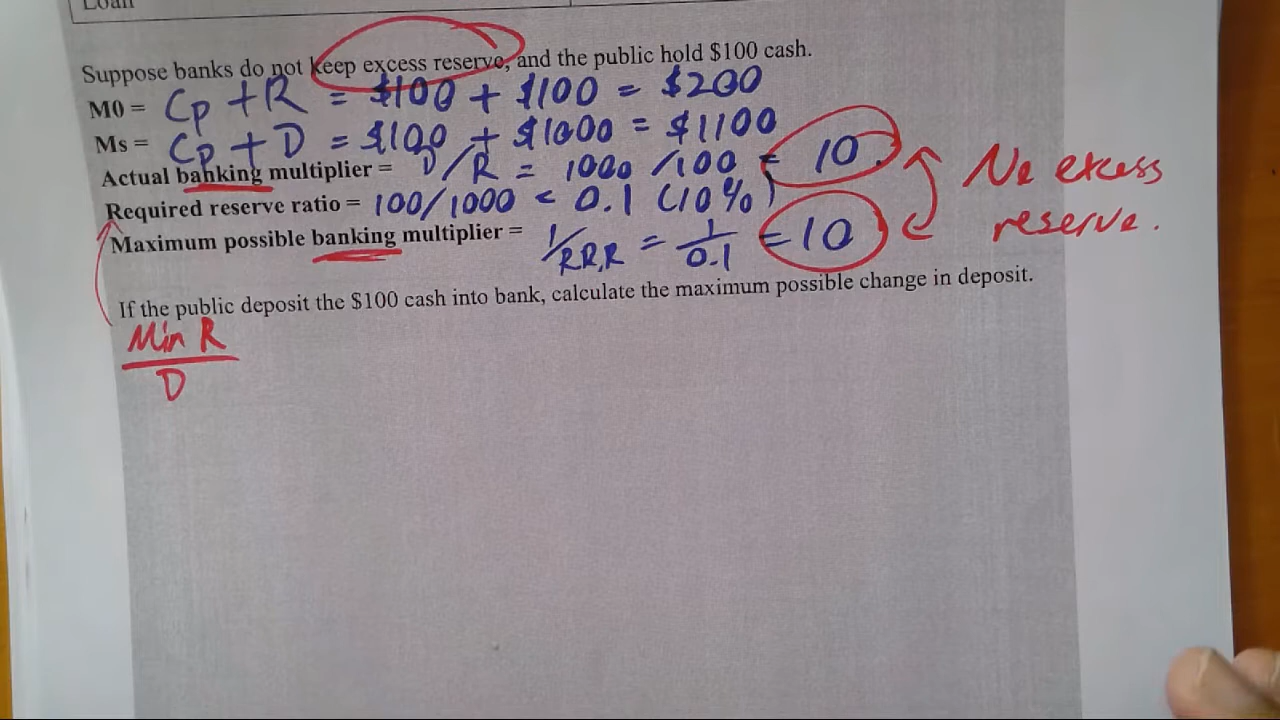 Loan
Suppose banks do not keep excess reserve, and the public hold $100 cash.
M0 = Cp + R = $100 + $100 = $200
Ms = Cp + D = $100 + $1000 = $1100
Actual banking multiplier = D/R = 1000/100 = 10
Required reserve ratio = 100/1000 = 0.1 (10%)
Maximum possible banking multiplier = 1/RRR = 1/0.1 = 10
No excess
reserve.
If the public deposit the $100 cash into bank, calculate the maximum possible change in deposit.
Min R
D